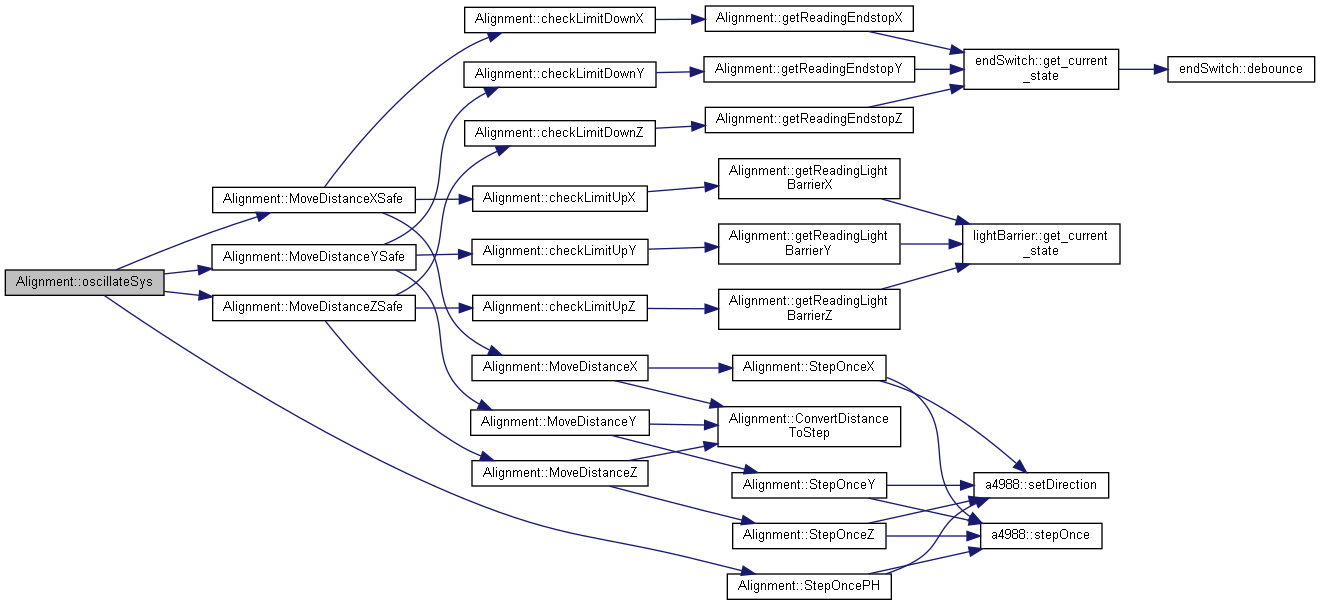 Alignment::oscillateSys
Alignment::MoveDistanceXSafe
Alignment::MoveDistanceYSafe
Alignment::MoveDistanceZSafe
Alignment::checkLimitDownX
Alignment::checkLimitDownY
Alignment::checkLimitDownZ
Alignment::checkLimitUpX
Alignment::checkLimitUpY
Alignment::checkLimitUpZ
Alignment::MoveDistanceX
Alignment::MoveDistanceY
Alignment::MoveDistanceZ
Alignment::getReadingEndstopX
Alignment::getReadingEndstopY
Alignment::getReadingEndstopZ
Alignment::getReadingLight
BarrierX
Alignment::getReadingLight
BarrierY
Alignment::getReadingLight
BarrierZ
Alignment::StepOnceX
Alignment::ConvertDistance
ToStep
Alignment::StepOnceY
Alignment::StepOnceZ
Alignment::StepOncePH
endSwitch::get_current
_state
lightBarrier::get_current
_state
a4988::setDirection
a4988::stepOnce
endSwitch::debounce